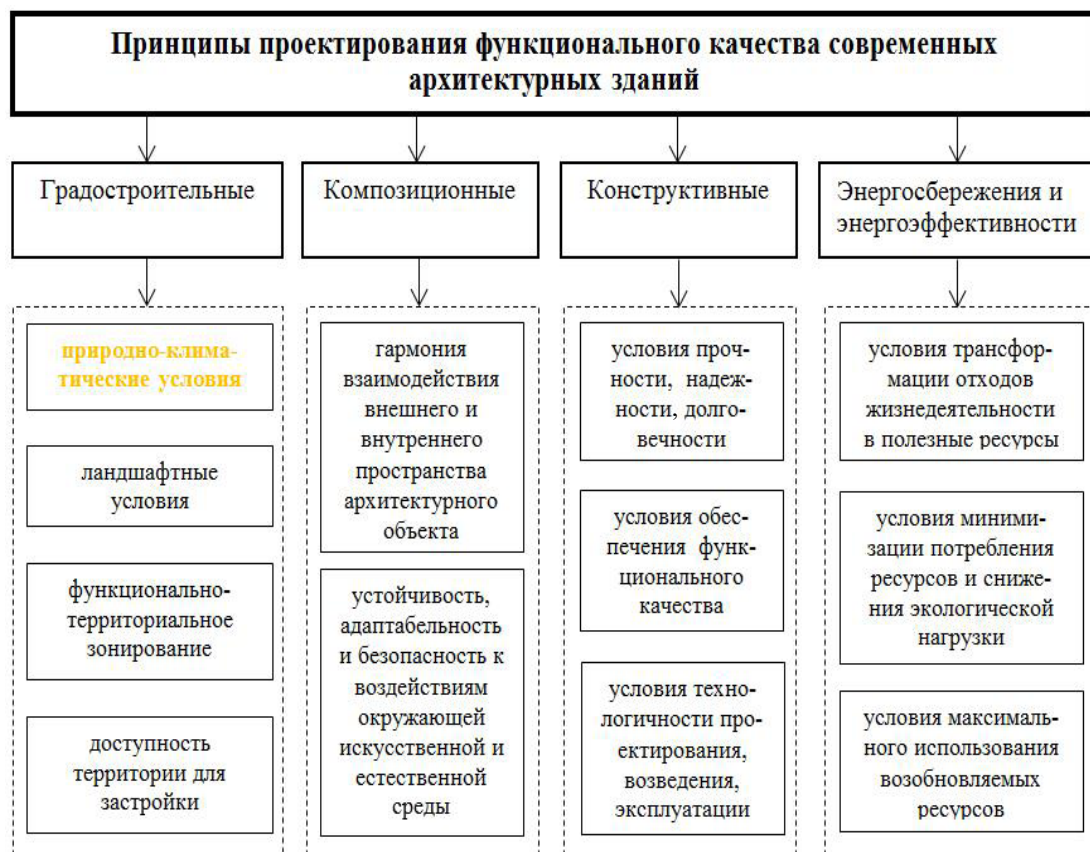 Принципы проектирования функционального качества современных
архитектурных зданий
Градостроительные
Композиционные
Конструктивные
Энергосбережения и
энергоэффективности
природно-клима-
тические условия
ландшафтные
условия
функционально-
территориальное
зонирование
доступность
территории для
застройки
гармония
взаимодействия
внешнего и
внутреннего
пространства
архитектурного
объекта
устойчивость,
адаптабельность
и безопасность к
воздействиям
окружающей
искусственной и
естественной
среды
условия проч-
ности, надеж-
ности, долго-
вечности
условия обес-
печения функ-
ционального
качества
условия техно-
логичности про-
ектирования,
возведения,
эксплуатации
условия трансфор-
мации отходов
жизнедеятельности
в полезные ресурсы
условия миними-
зации потребления
ресурсов и сниже-
ния экологической
нагрузки
условия максималь-
ного использования
возобновляемых
ресурсов